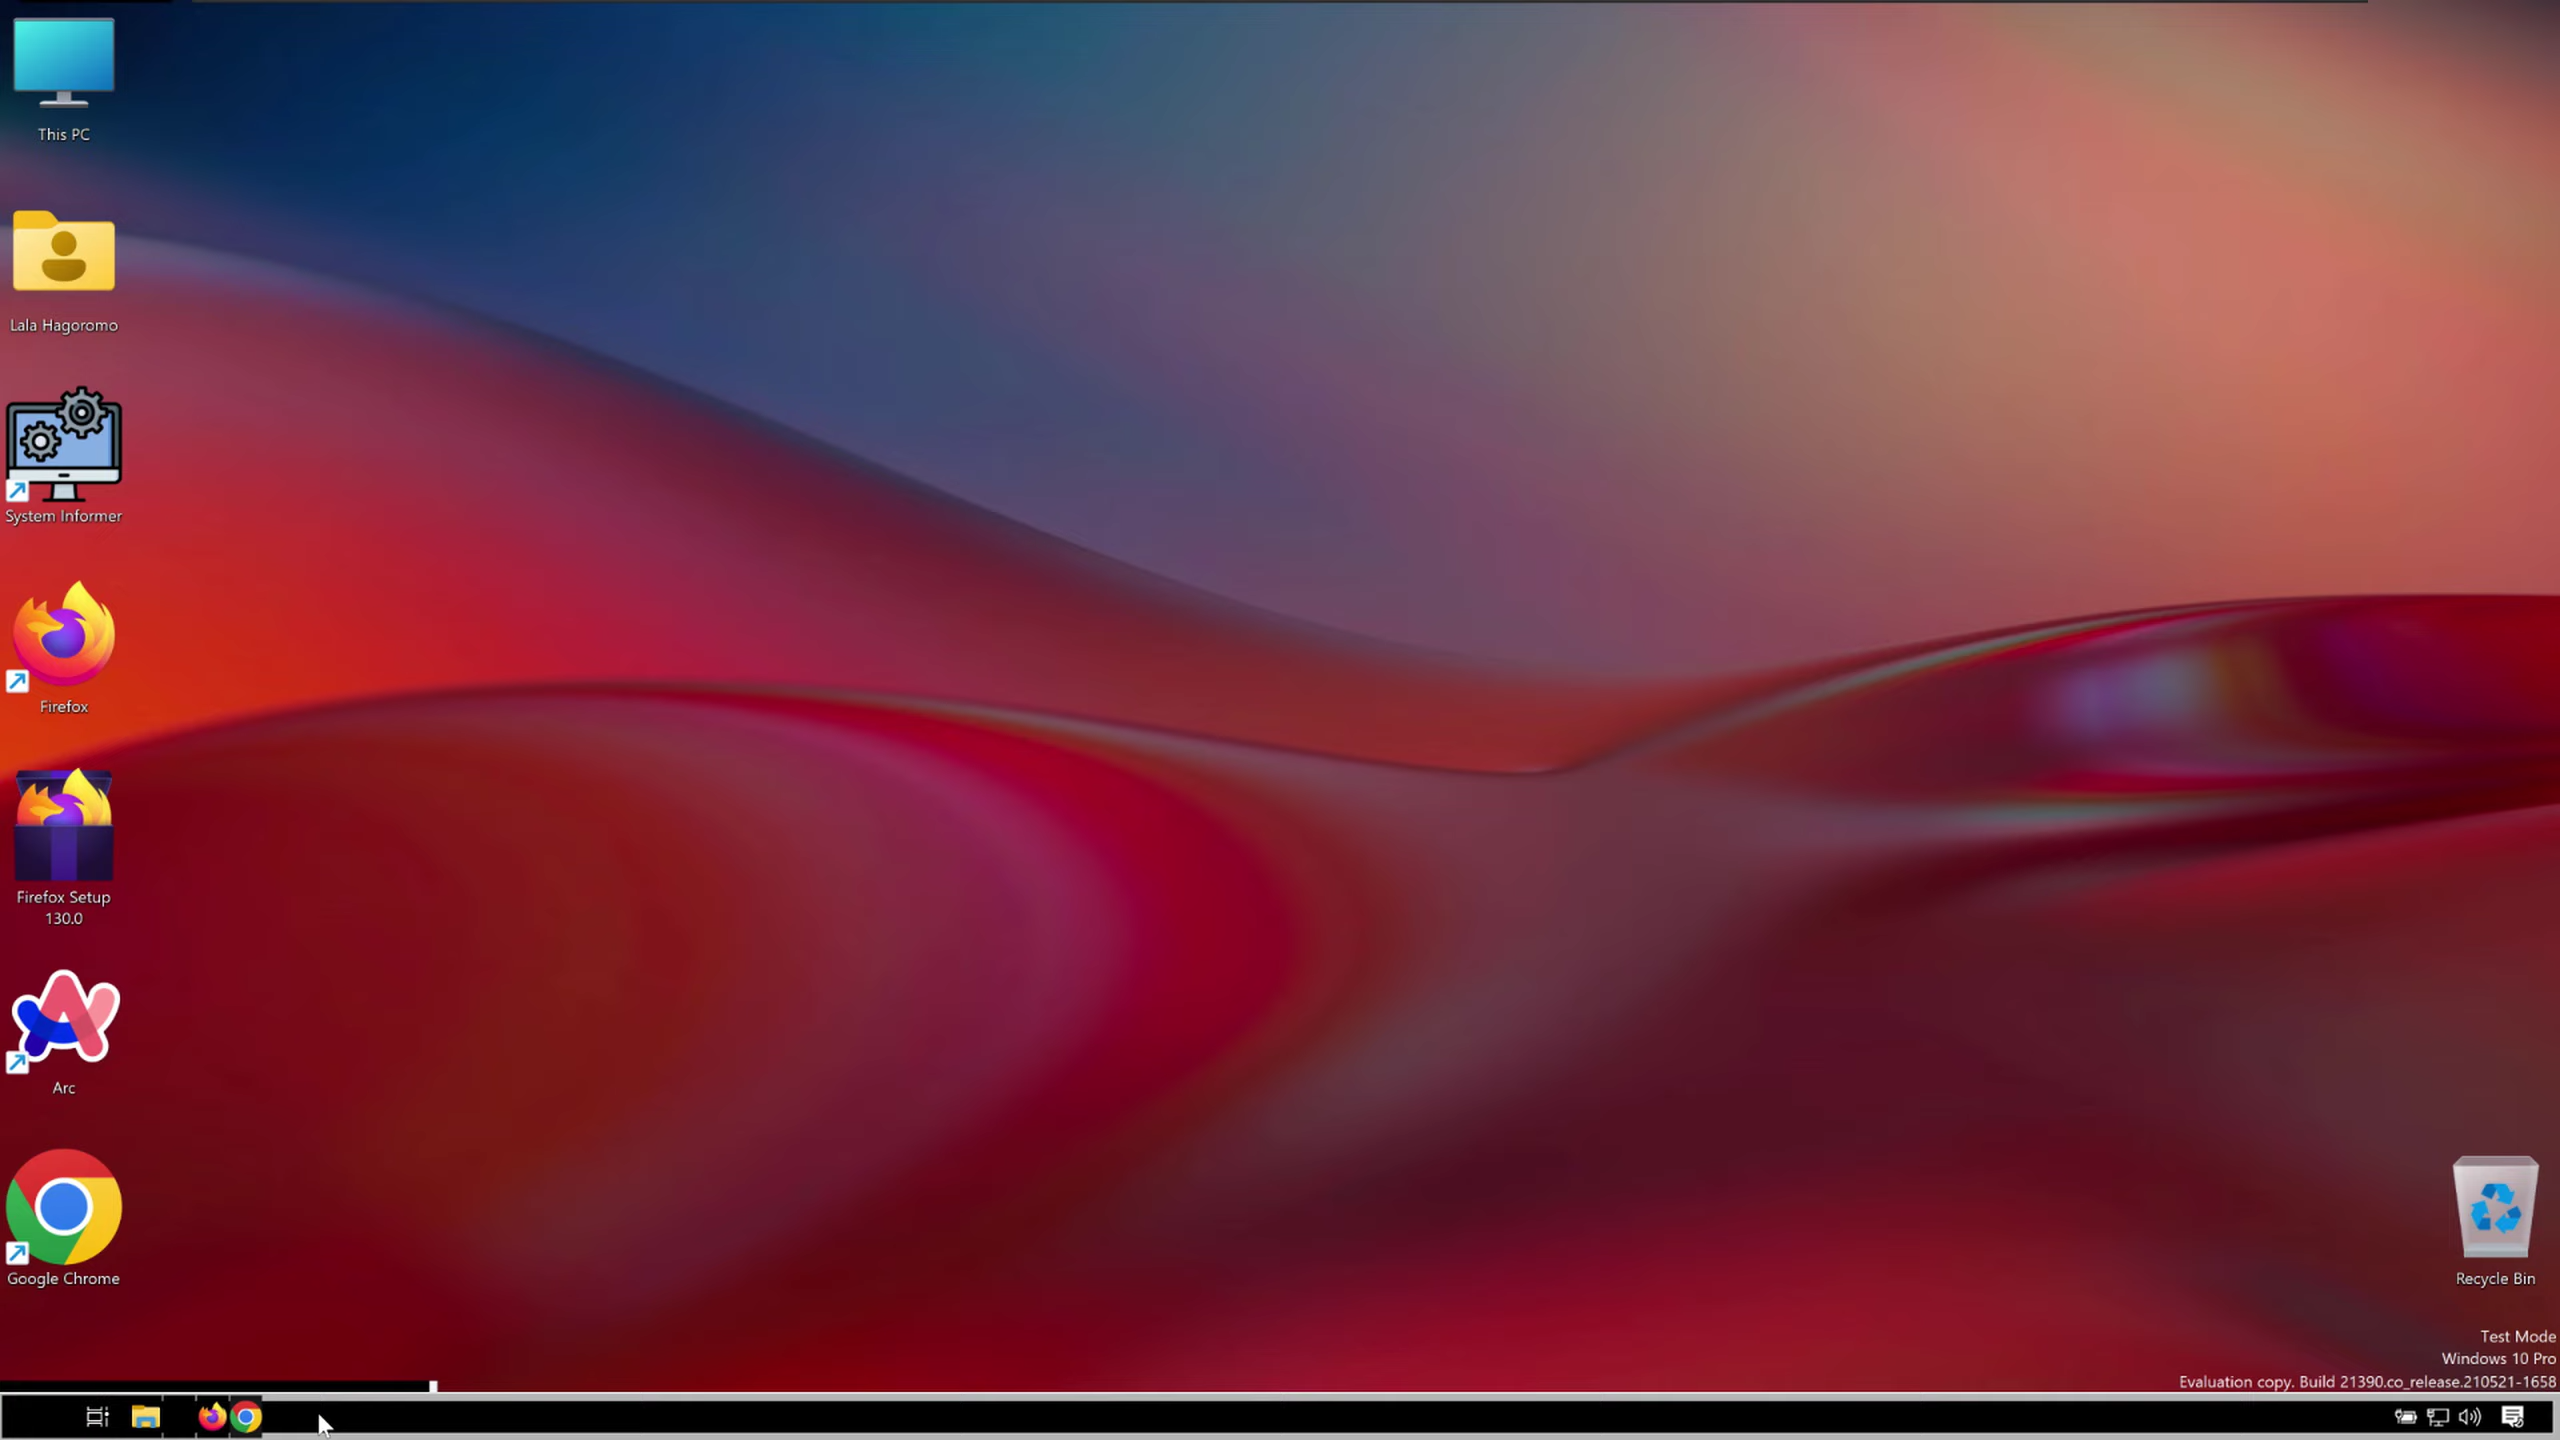 This PC
Lala Hagoromo
System Informer
Firefox
Firefox Setup
130.0
Arc
Google Chrome
Recycle Bin
Test Mode
Windows 10 Pro
Evaluation copy. Build 21390.co_release.210521-1658